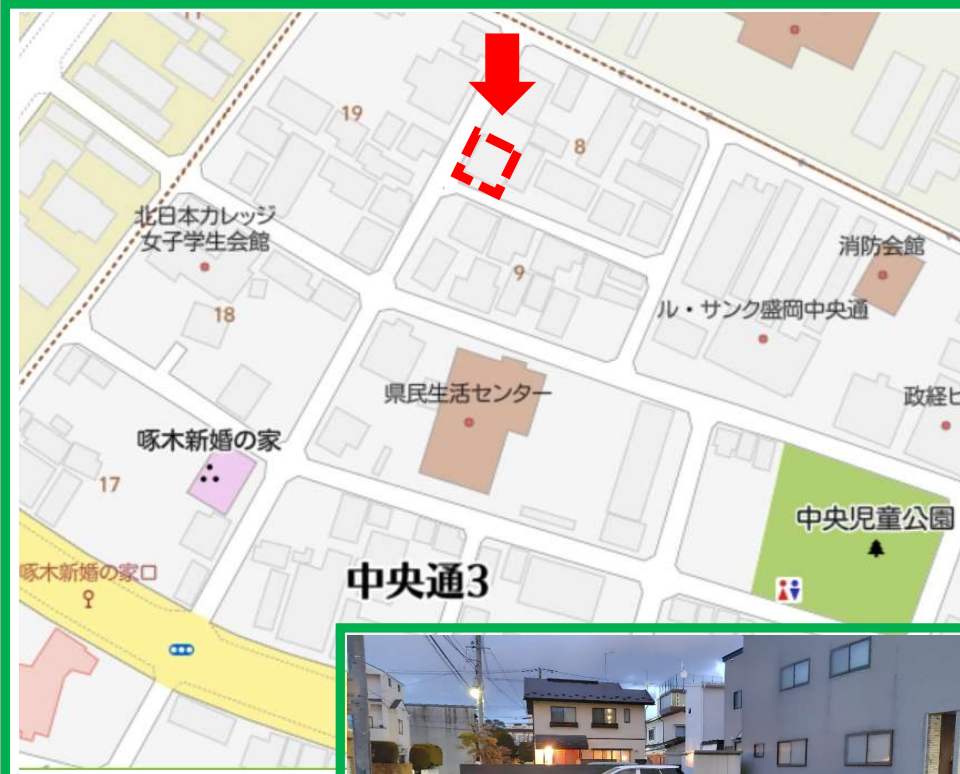 19
8
北日本カレッジ
女子学生会館
消防会館
9
ル・サンク盛岡中央通
18
県民生活センター
政経ビ
啄木新婚の家
17
中央児童公園
啄木新婚の家口
中央通3